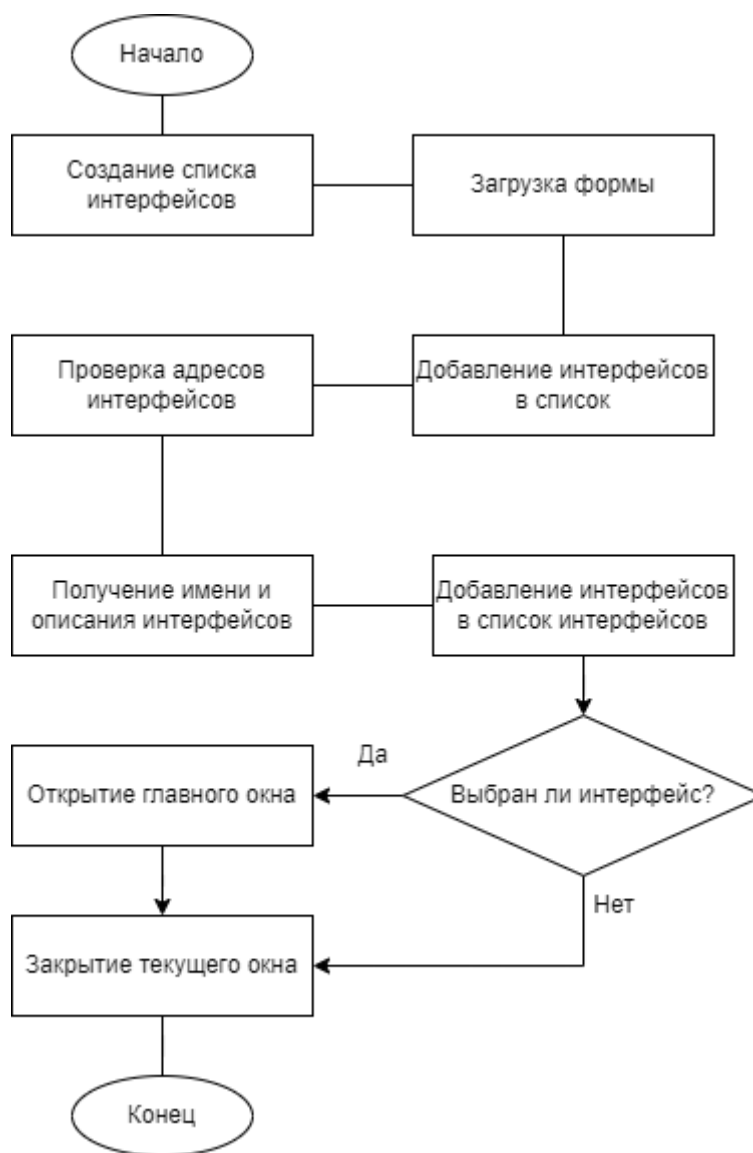 Начало
Создание списка
интерфейсов
Загрузка формы
Добавление интерфейсов
в список
Проверка адресов
интерфейсов
Получение имени и
описания интерфейсов
Добавление интерфейсов
в список интерфейсов
Выбран ли интерфейс?
Да
Открытие главного окна
Нет
Закрытие текущего окна
Конец